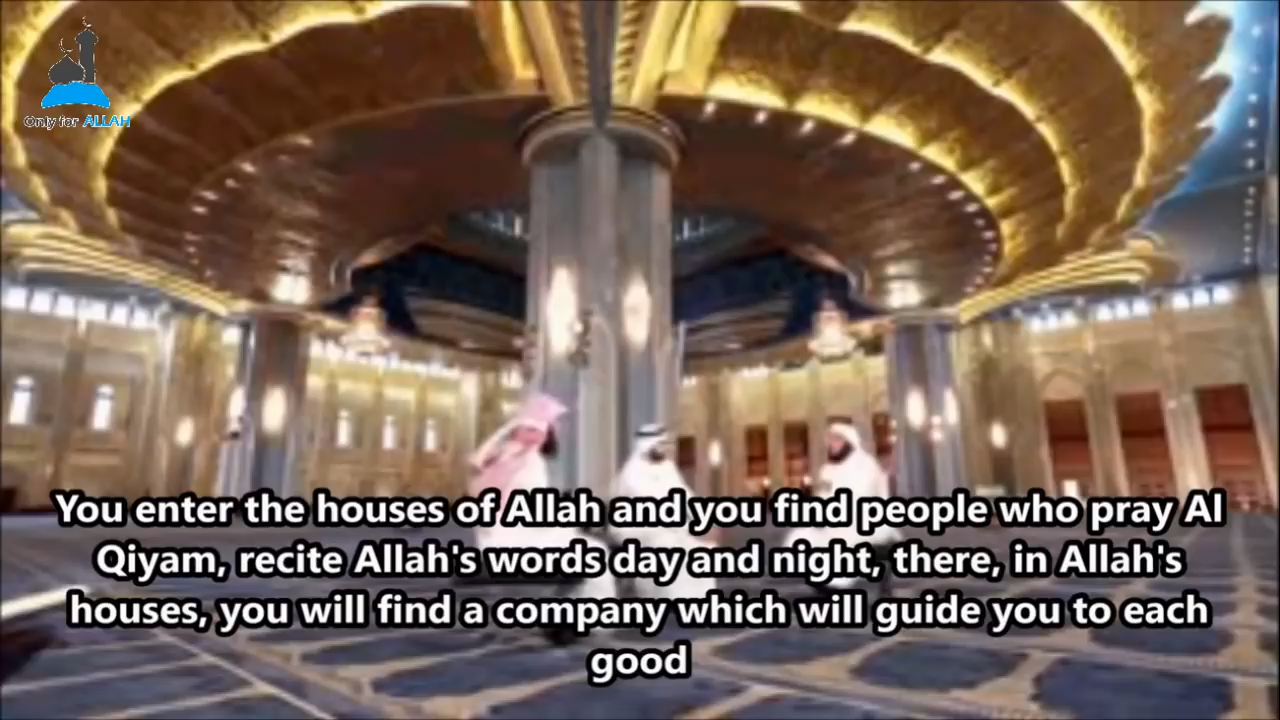 Only for ALLAH
You enter the houses of Allah and you find people who pray Al
Qiyam, recite Allah's words day and night, there, in Allah's
houses, you will find a company which will guide you to each
good